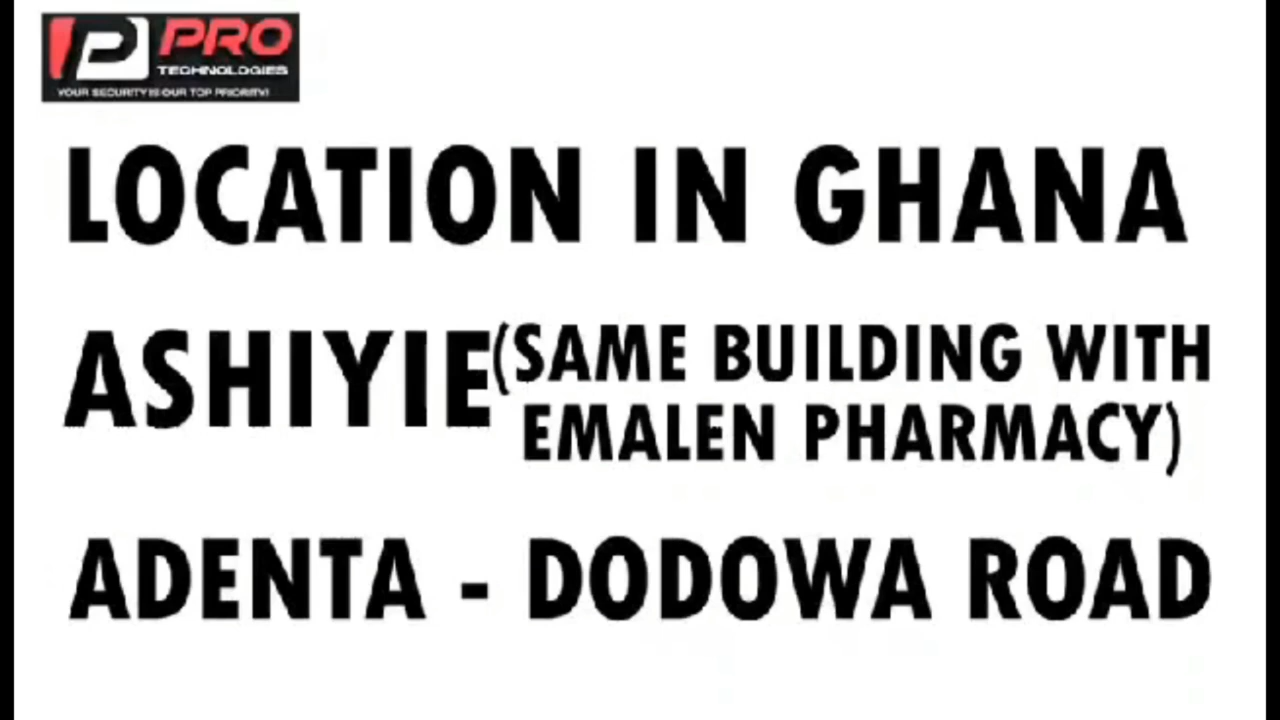 PRO
TECHNOLOGIES
YOUR SECURITY IS OUR TOP PRIORITY!
LOCATION IN GHANA
ASHIYIE (SAME BUILDING WITH
EMALEN PHARMACY)
ADENTA - DODOWA ROAD